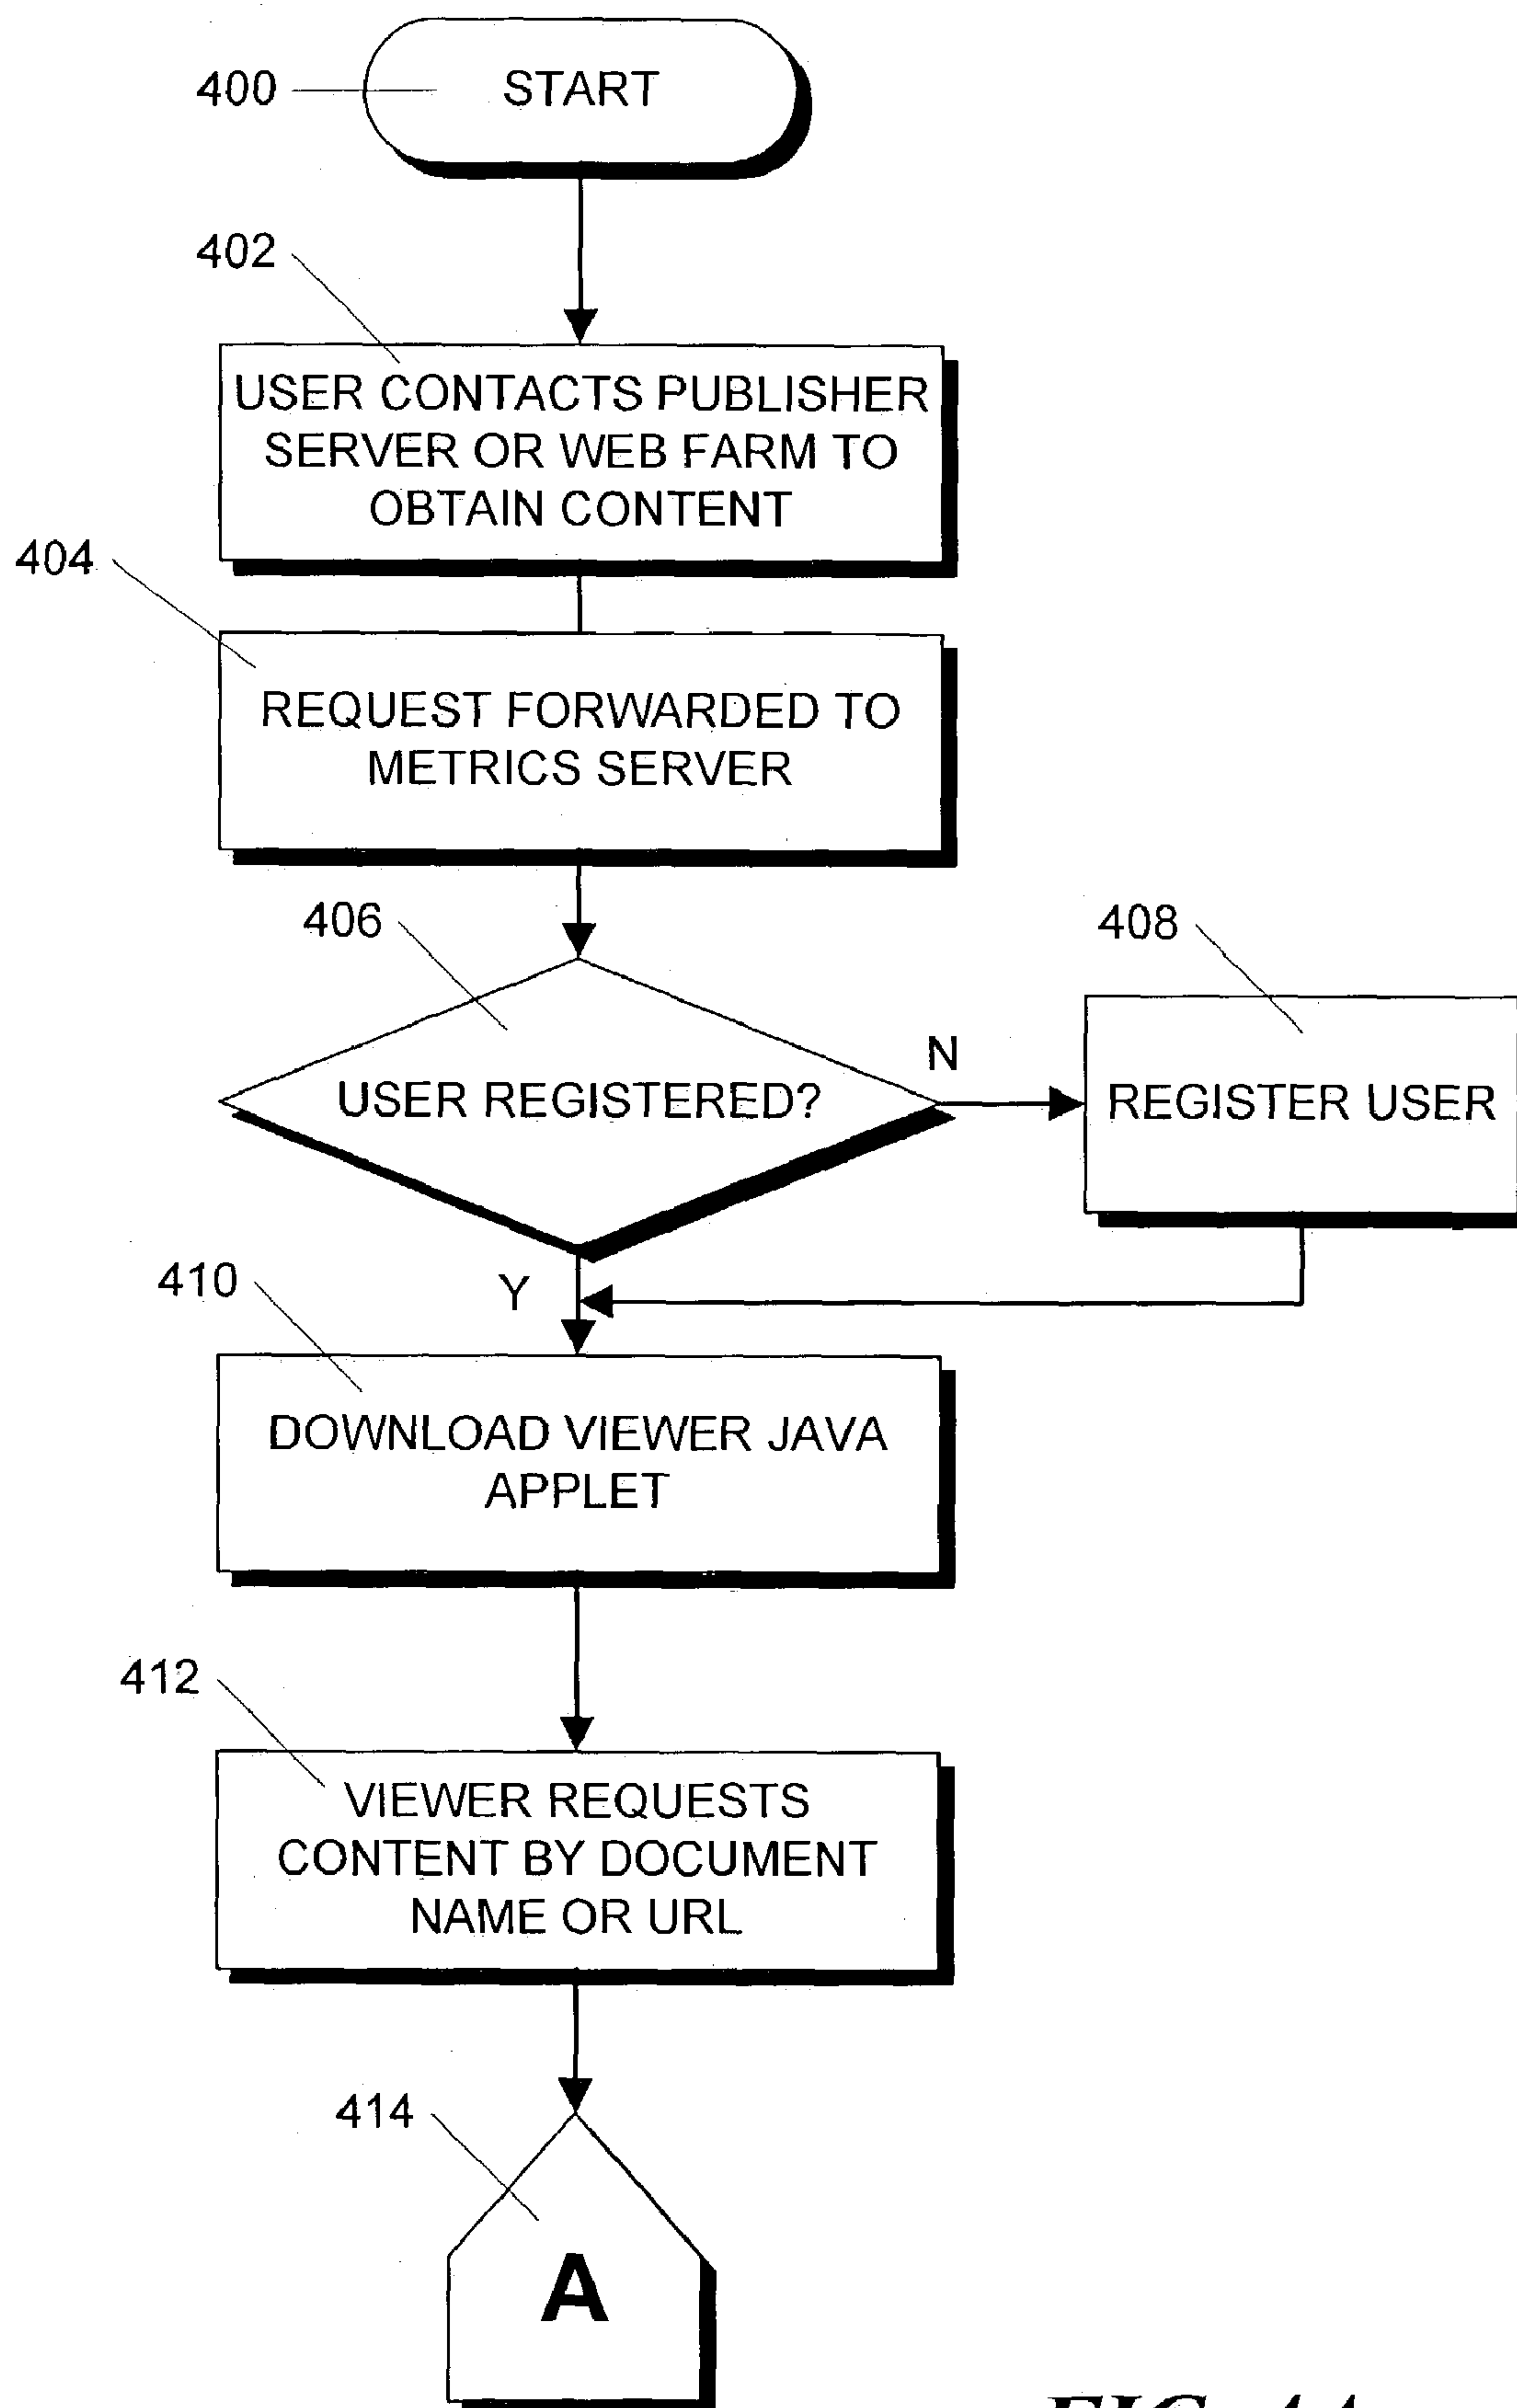 400
START
402
USER CONTACTS PUBLISHER
SERVER OR WEB FARM TO
OBTAIN CONTENT
404
REQUEST FORWARDED TO
METRICS SERVER
406
408
N
USER REGISTERED?
REGISTER USER
410
Y
DOWNLOAD VIEWER JAVA
APPLET
412
VIEWER REQUESTS
CONTENT BY DOCUMENT
NAME OR URL
414
A